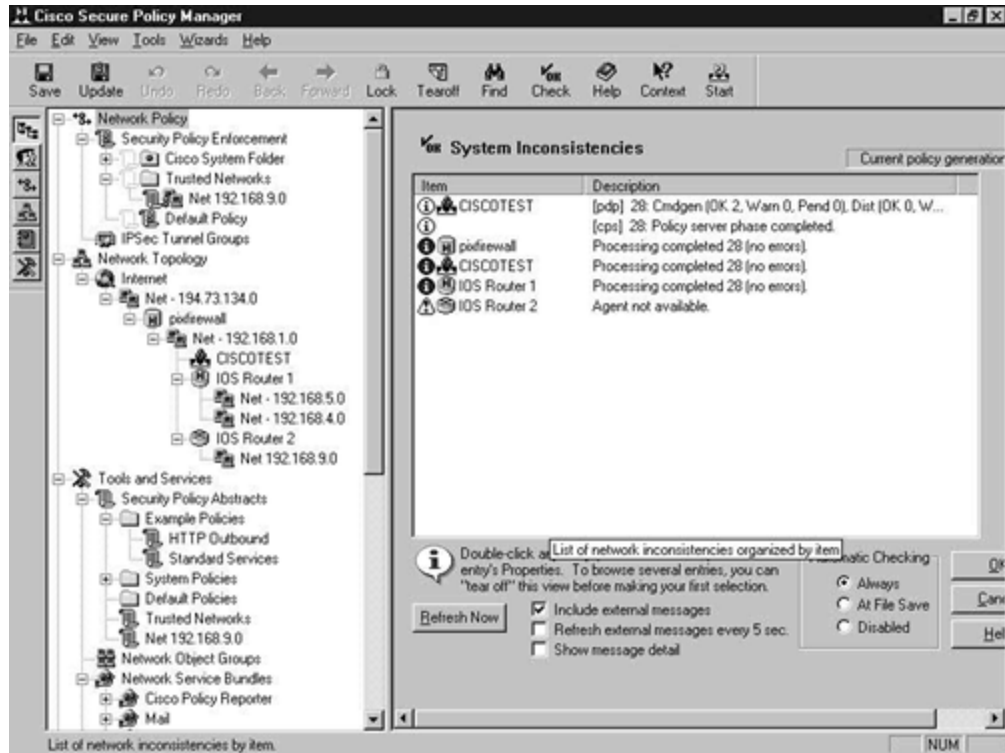 Cisco Secure Policy Manager
File Edit View Tools Wizards Help
Save Update Undo Redo Back Forward Lock Tearoff Find Check Help Context Start
Network Policy
Security Policy Enforcement
Cisco System Folder
Trusted Networks
Net 192.168.9.0
Default Policy
IPSec Tunnel Groups
Network Topology
Internet
Net - 194.73.134.0
pixfirewall
Net - 192.168.1.0
CISCOTEST
IOS Router 1
Net - 192.168.5.0
Net - 192.168.4.0
IOS Router 2
Net 192.168.9.0
Tools and Services
Security Policy Abstracts
Example Policies
HTTP Outbound
Standard Services
System Policies
Default Policies
Trusted Networks
Net 192.168.9.0
Network Object Groups
Network Service Bundles
Cisco Policy Reporter
Mail
System Inconsistencies
Current policy generation
Item Description
CISCOTEST [pdp] 28: Cmdgen (OK 2, Warn 0, Pend 0), Dist (OK 0, W...
[cps] 28: Policy server phase completed.
pixfirewall Processing completed 28 (no errors).
CISCOTEST Processing completed 28 (no errors).
IOS Router 1 Processing completed 28 (no errors).
IOS Router 2 Agent not available.
Double-click
List of network inconsistencies organized by item
entry's Properties. To browse several entries, you can
"tear off" this view before making your first selection.
Refresh Now
Include external messages
Refresh external messages every 5 sec.
Show message detail
Checking
Always
At File Save
Disabled
List of network inconsistencies by item.
NUM